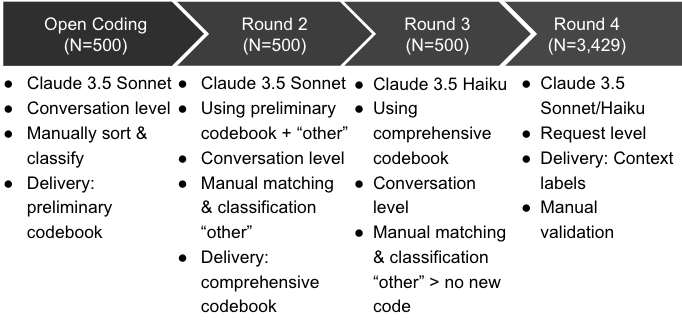 Open Coding
(N=500)
● Claude 3.5 Sonnet
● Conversation level
● Manually sort &
classify
● Delivery:
preliminary
codebook
Round 2
(N=500)
● Claude 3.5 Sonnet
● Using preliminary
codebook + “other”
● Conversation level
● Manual matching
& classification
“other”
● Delivery:
comprehensive
codebook
Round 3
(N=500)
● Claude 3.5 Haiku
● Using
comprehensive
codebook
● Conversation
level
● Manual matching
& classification
“other” > no new
code
Round 4
(N=3,429)
● Claude 3.5
Sonnet/Haiku
● Request level
● Delivery: Context
labels
● Manual
validation